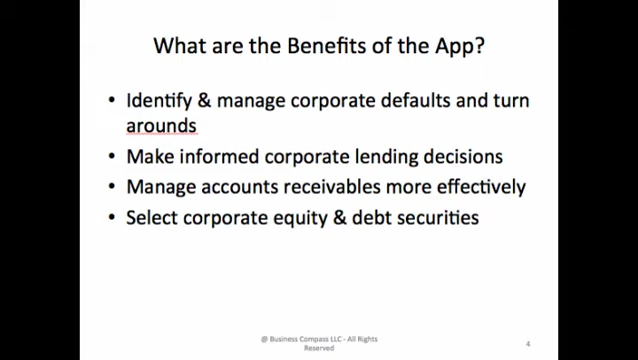 What are the Benefits of the App?
• Identify & manage corporate defaults and turn
arounds
• Make informed corporate lending decisions
• Manage accounts receivables more effectively
• Select corporate equity & debt securities
@ Business Compass LLC - All Rights
Reserved
4